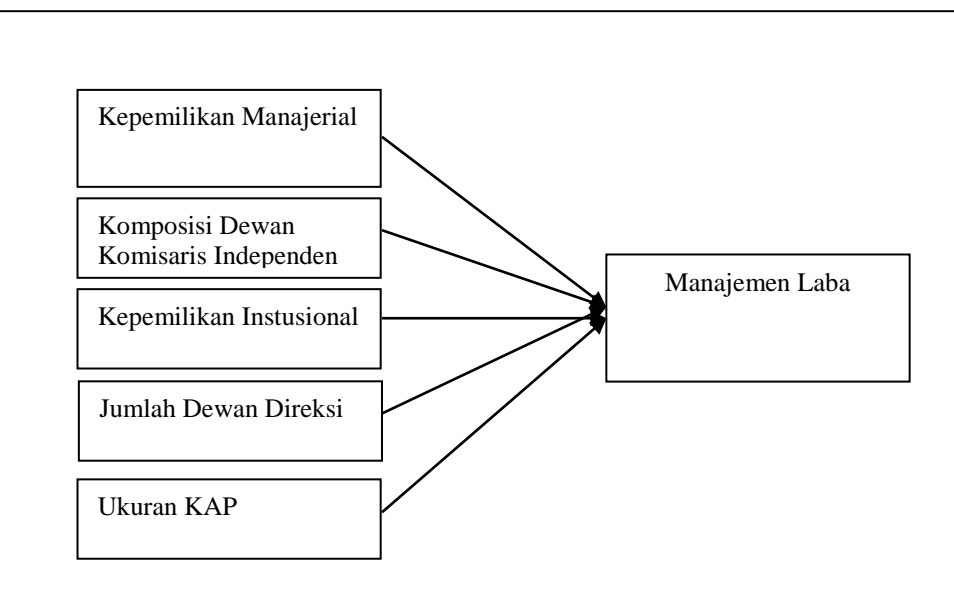 Kepemilikan Manajerial
Komposisi Dewan
Komisaris Independen
Kepemilikan Instusional
Jumlah Dewan Direksi
Ukuran KAP
Manajemen Laba